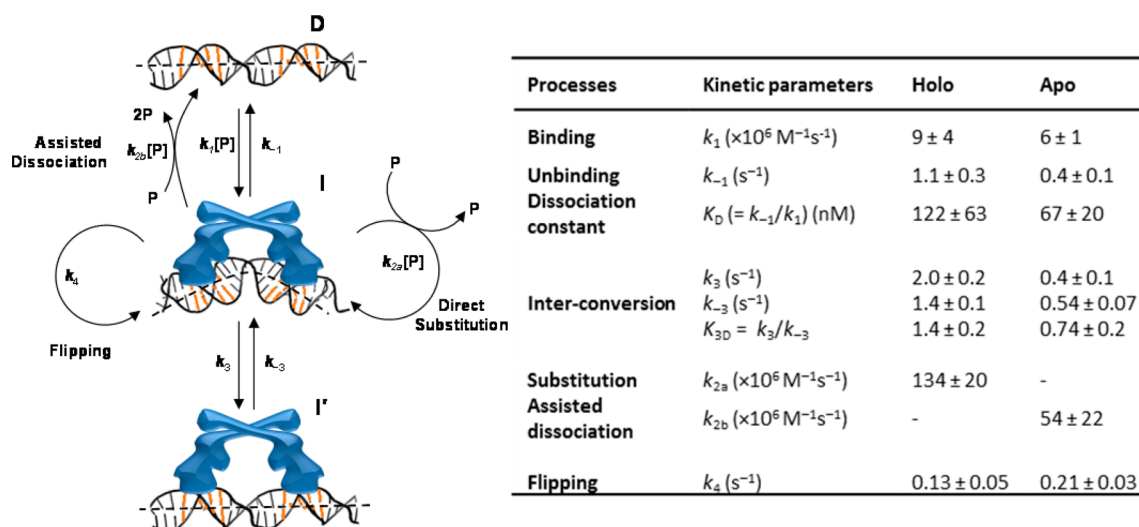 D
2P
Assisted
Dissociation
k2b[P]
k1[P]
k−1
P
I
P
P
k4
k2a[P]
Direct
Substitution
Flipping
k3
k−3
I'
Processes Kinetic parameters Holo Apo
Binding k1 (×10⁶ M⁻¹s⁻¹) 9 ± 4 6 ± 1
Unbinding k−1 (s⁻¹) 1.1 ± 0.3 0.4 ± 0.1
Dissociation
constant KD (= k−1/k1) (nM) 122 ± 63 67 ± 20
k3 (s⁻¹) 2.0 ± 0.2 0.4 ± 0.1
Inter-conversion k−3 (s⁻¹) 1.4 ± 0.1 0.54 ± 0.07
K3D = k3/k−3 1.4 ± 0.2 0.74 ± 0.2
Substitution k2a (×10⁶ M⁻¹s⁻¹) 134 ± 20 -
Assisted
dissociation k2b (×10⁶ M⁻¹s⁻¹) - 54 ± 22
Flipping k4 (s⁻¹) 0.13 ± 0.05 0.21 ± 0.03